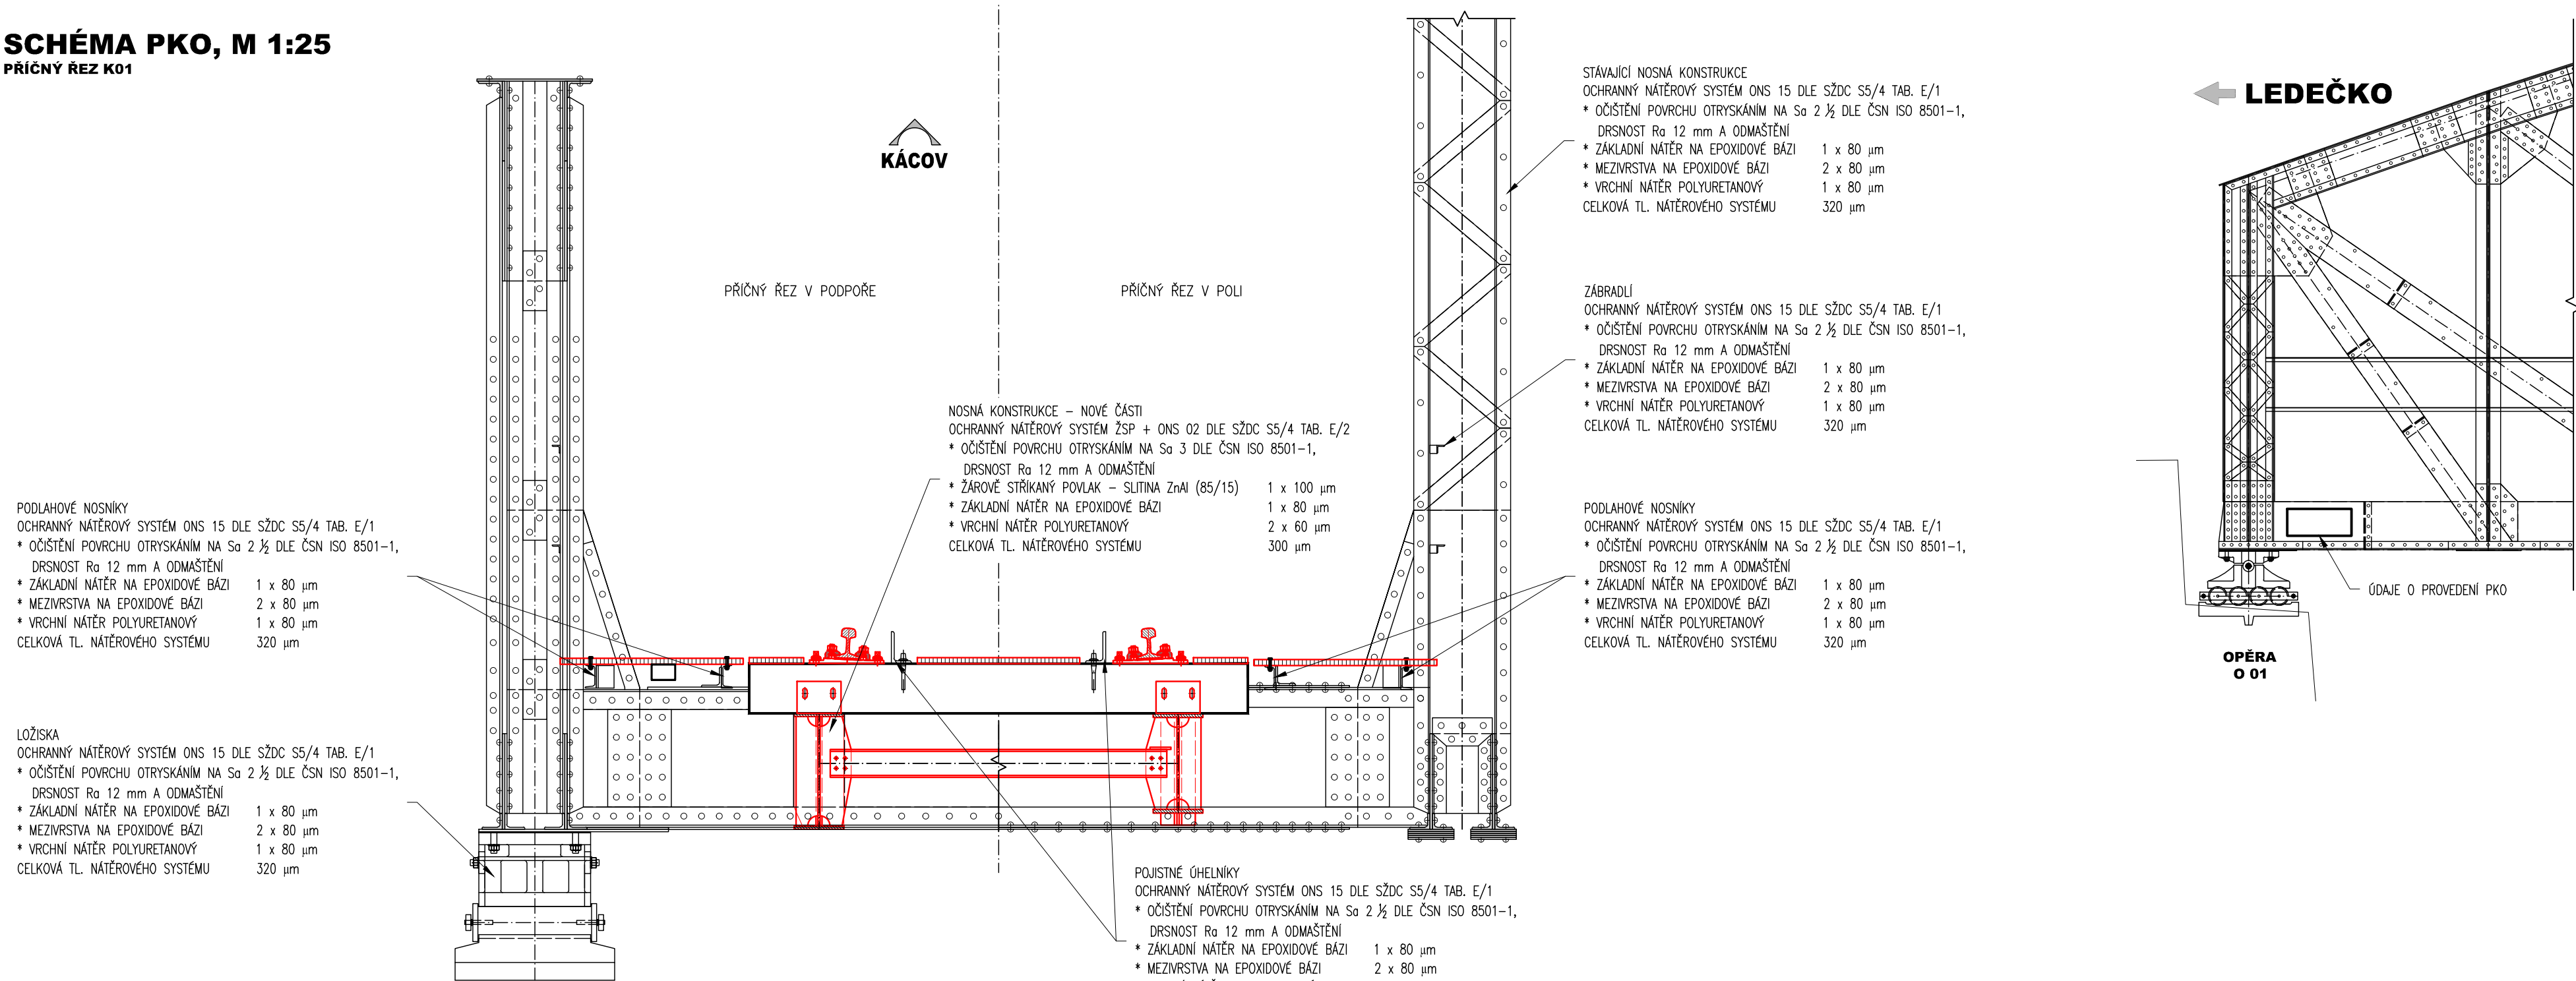 SCHÉMA PKO, M 1:25
PŘÍČNÝ ŘEZ K01
KÁCOV
PŘÍČNÝ ŘEZ V PODPOŘE
PŘÍČNÝ ŘEZ V POLI
STÁVAJÍCÍ NOSNÁ KONSTRUKCE
OCHRANNÝ NÁTĚROVÝ SYSTÉM ONS 15 DLE SŽDC S5/4 TAB. E/1
* OČIŠTĚNÍ POVRCHU OTRYSKÁNÍM NA Sa 2 ½ DLE ČSN ISO 8501-1,
DRSNOST Ra 12 mm A ODMAŠTĚNÍ
* ZÁKLADNÍ NÁTĚR NA EPOXIDOVÉ BÁZI 1 x 80 µm
* MEZIVRSTVA NA EPOXIDOVÉ BÁZI 2 x 80 µm
* VRCHNÍ NÁTĚR POLYURETANOVÝ 1 x 80 µm
CELKOVÁ TL. NÁTĚROVÉHO SYSTÉMU 320 µm
ZÁBRADLÍ
OCHRANNÝ NÁTĚROVÝ SYSTÉM ONS 15 DLE SŽDC S5/4 TAB. E/1
* OČIŠTĚNÍ POVRCHU OTRYSKÁNÍM NA Sa 2 ½ DLE ČSN ISO 8501-1,
DRSNOST Ra 12 mm A ODMAŠTĚNÍ
* ZÁKLADNÍ NÁTĚR NA EPOXIDOVÉ BÁZI 1 x 80 µm
* MEZIVRSTVA NA EPOXIDOVÉ BÁZI 2 x 80 µm
* VRCHNÍ NÁTĚR POLYURETANOVÝ 1 x 80 µm
CELKOVÁ TL. NÁTĚROVÉHO SYSTÉMU 320 µm
NOSNÁ KONSTRUKCE – NOVÉ ČÁSTI
OCHRANNÝ NÁTĚROVÝ SYSTÉM ŽSP + ONS 02 DLE SŽDC S5/4 TAB. E/2
* OČIŠTĚNÍ POVRCHU OTRYSKÁNÍM NA Sa 3 DLE ČSN ISO 8501-1,
DRSNOST Ra 12 mm A ODMAŠTĚNÍ
* ŽÁROVĚ STŘÍKANÝ POVLAK – SLITINA ZnAl (85/15) 1 x 100 µm
* ZÁKLADNÍ NÁTĚR NA EPOXIDOVÉ BÁZI 1 x 80 µm
* VRCHNÍ NÁTĚR POLYURETANOVÝ 2 x 60 µm
CELKOVÁ TL. NÁTĚROVÉHO SYSTÉMU 300 µm
PODLAHOVÉ NOSNÍKY
OCHRANNÝ NÁTĚROVÝ SYSTÉM ONS 15 DLE SŽDC S5/4 TAB. E/1
* OČIŠTĚNÍ POVRCHU OTRYSKÁNÍM NA Sa 2 ½ DLE ČSN ISO 8501-1,
DRSNOST Ra 12 mm A ODMAŠTĚNÍ
* ZÁKLADNÍ NÁTĚR NA EPOXIDOVÉ BÁZI 1 x 80 µm
* MEZIVRSTVA NA EPOXIDOVÉ BÁZI 2 x 80 µm
* VRCHNÍ NÁTĚR POLYURETANOVÝ 1 x 80 µm
CELKOVÁ TL. NÁTĚROVÉHO SYSTÉMU 320 µm
PODLAHOVÉ NOSNÍKY
OCHRANNÝ NÁTĚROVÝ SYSTÉM ONS 15 DLE SŽDC S5/4 TAB. E/1
* OČIŠTĚNÍ POVRCHU OTRYSKÁNÍM NA Sa 2 ½ DLE ČSN ISO 8501-1,
DRSNOST Ra 12 mm A ODMAŠTĚNÍ
* ZÁKLADNÍ NÁTĚR NA EPOXIDOVÉ BÁZI 1 x 80 µm
* MEZIVRSTVA NA EPOXIDOVÉ BÁZI 2 x 80 µm
* VRCHNÍ NÁTĚR POLYURETANOVÝ 1 x 80 µm
CELKOVÁ TL. NÁTĚROVÉHO SYSTÉMU 320 µm
LOŽISKA
OCHRANNÝ NÁTĚROVÝ SYSTÉM ONS 15 DLE SŽDC S5/4 TAB. E/1
* OČIŠTĚNÍ POVRCHU OTRYSKÁNÍM NA Sa 2 ½ DLE ČSN ISO 8501-1,
DRSNOST Ra 12 mm A ODMAŠTĚNÍ
* ZÁKLADNÍ NÁTĚR NA EPOXIDOVÉ BÁZI 1 x 80 µm
* MEZIVRSTVA NA EPOXIDOVÉ BÁZI 2 x 80 µm
* VRCHNÍ NÁTĚR POLYURETANOVÝ 1 x 80 µm
CELKOVÁ TL. NÁTĚROVÉHO SYSTÉMU 320 µm
POJISTNÉ ÚHELNÍKY
OCHRANNÝ NÁTĚROVÝ SYSTÉM ONS 15 DLE SŽDC S5/4 TAB. E/1
* OČIŠTĚNÍ POVRCHU OTRYSKÁNÍM NA Sa 2 ½ DLE ČSN ISO 8501-1,
DRSNOST Ra 12 mm A ODMAŠTĚNÍ
* ZÁKLADNÍ NÁTĚR NA EPOXIDOVÉ BÁZI 1 x 80 µm
* MEZIVRSTVA NA EPOXIDOVÉ BÁZI 2 x 80 µm
LEDEČKO
ÚDAJE O PROVEDENÍ PKO
OPĚRA
O 01